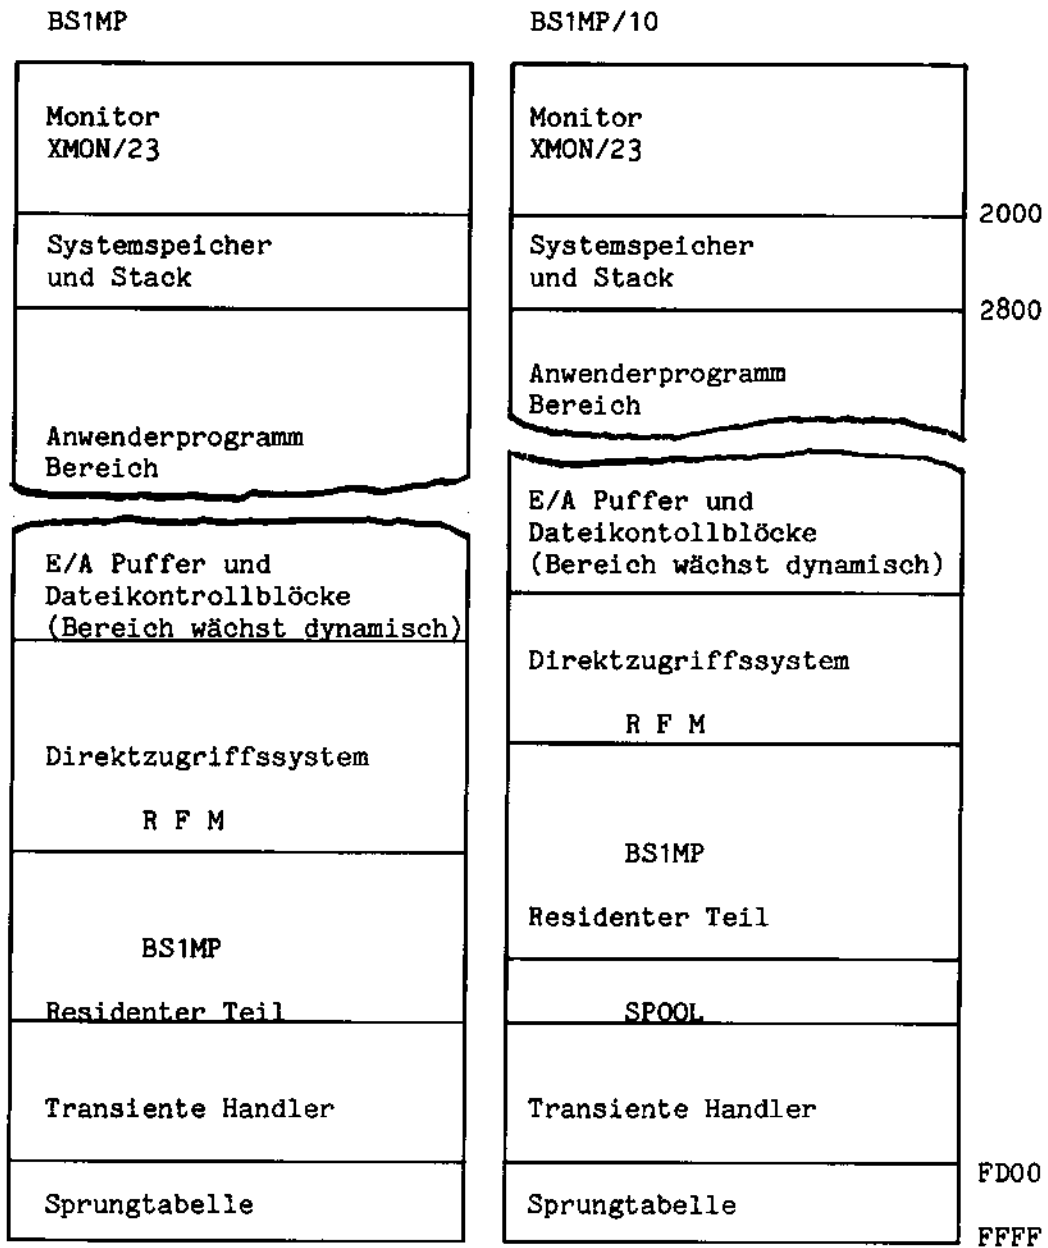 BS1MP
Monitor
XMON/23
Systemspeicher
und Stack
Anwenderprogramm
Bereich
E/A Puffer und
Dateikontrollblöcke
(Bereich wächst dynamisch)
Direktzugriffssystem
R F M
BS1MP
Residenter Teil
Transiente Handler
Sprungtabelle
BS1MP/10
Monitor
XMON/23
2000
Systemspeicher
und Stack
2800
Anwenderprogramm
Bereich
E/A Puffer und
Dateikontollblöcke
(Bereich wächst dynamisch)
Direktzugriffssystem
R F M
BS1MP
Residenter Teil
SPOOL
Transiente Handler
FD00
Sprungtabelle
FFFF